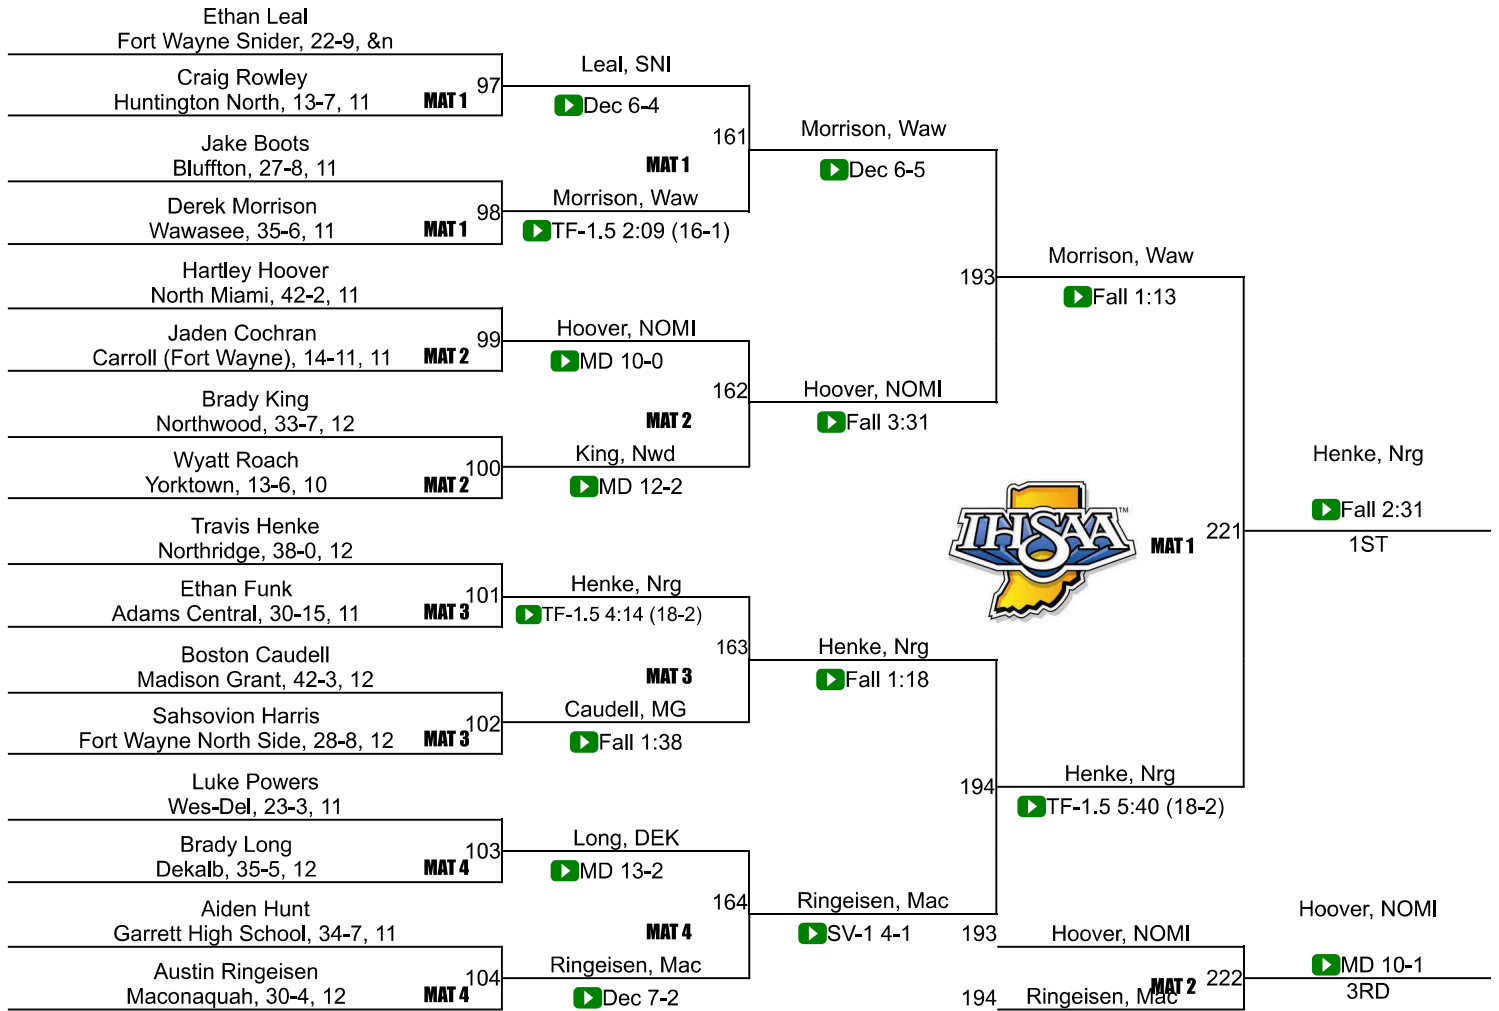 Ethan Leal
Fort Wayne Snider, 22-9, &n
Craig Rowley
Huntington North, 13-7, 11
MAT 1
97
Jake Boots
Bluffton, 27-8, 11
Derek Morrison
Wawasee, 35-6, 11
MAT 1
98
Hartley Hoover
North Miami, 42-2, 11
Jaden Cochran
Carroll (Fort Wayne), 14-11, 11
MAT 2
99
Brady King
Northwood, 33-7, 12
Wyatt Roach
Yorktown, 13-6, 10
MAT 2
100
Travis Henke
Northridge, 38-0, 12
Ethan Funk
Adams Central, 30-15, 11
MAT 3
101
Boston Caudell
Madison Grant, 42-3, 12
Sahsovion Harris
Fort Wayne North Side, 28-8, 12
MAT 3
102
Luke Powers
Wes-Del, 23-3, 11
Brady Long
Dekalb, 35-5, 12
MAT 4
103
Aiden Hunt
Garrett High School, 34-7, 11
Austin Ringeisen
Maconaquah, 30-4, 12
MAT 4
104
Leal, SNI
Dec 6-4
161
MAT 1
Morrison, Waw
TF-1.5 2:09 (16-1)
Hoover, NOMI
MD 10-0
162
MAT 2
King, Nwd
MD 12-2
Henke, Nrg
TF-1.5 4:14 (18-2)
163
MAT 3
Caudell, MG
Fall 1:38
Long, DEK
MD 13-2
164
MAT 4
Ringeisen, Mac
Dec 7-2
Morrison, Waw
Dec 6-5
193
Hoover, NOMI
Fall 3:31
Henke, Nrg
Fall 1:18
194
Ringeisen, Mac
SV-1 4-1
Morrison, Waw
Fall 1:13
IHSAA™
MAT 1
221
Henke, Nrg
TF-1.5 5:40 (18-2)
Henke, Nrg
Fall 2:31
1ST
193
Hoover, NOMI
MAT 2
222
194
Ringeisen, Mac
Hoover, NOMI
MD 10-1
3RD